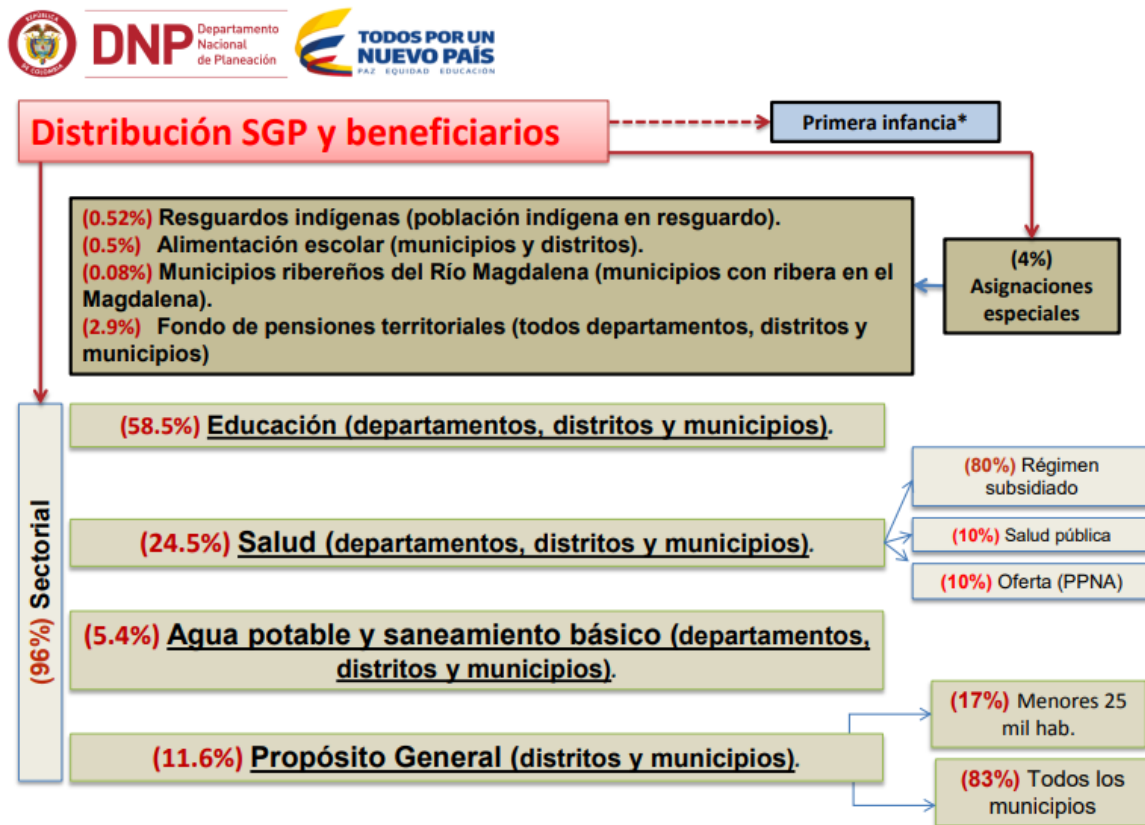 REPÚBLICA
DE COLOMBIA
DNP
Departamento
Nacional
de Planeación
TODOS POR UN
NUEVO PAÍS
PAZ EQUIDAD EDUCACIÓN
Distribución SGP y beneficiarios
Primera infancia*
(0.52%) Resguardos indígenas (población indígena en resguardo).
(0.5%) Alimentación escolar (municipios y distritos).
(0.08%) Municipios ribereños del Río Magdalena (municipios con ribera en el
Magdalena).
(2.9%) Fondo de pensiones territoriales (todos departamentos, distritos y
municipios)
(4%)
Asignaciones
especiales
(96%) Sectorial
(58.5%) Educación (departamentos, distritos y municipios).
(24.5%) Salud (departamentos, distritos y municipios).
(80%) Régimen
subsidiado
(10%) Salud pública
(10%) Oferta (PPNA)
(5.4%) Agua potable y saneamiento básico (departamentos,
distritos y municipios).
(11.6%) Propósito General (distritos y municipios).
(17%) Menores 25
mil hab.
(83%) Todos los
municipios